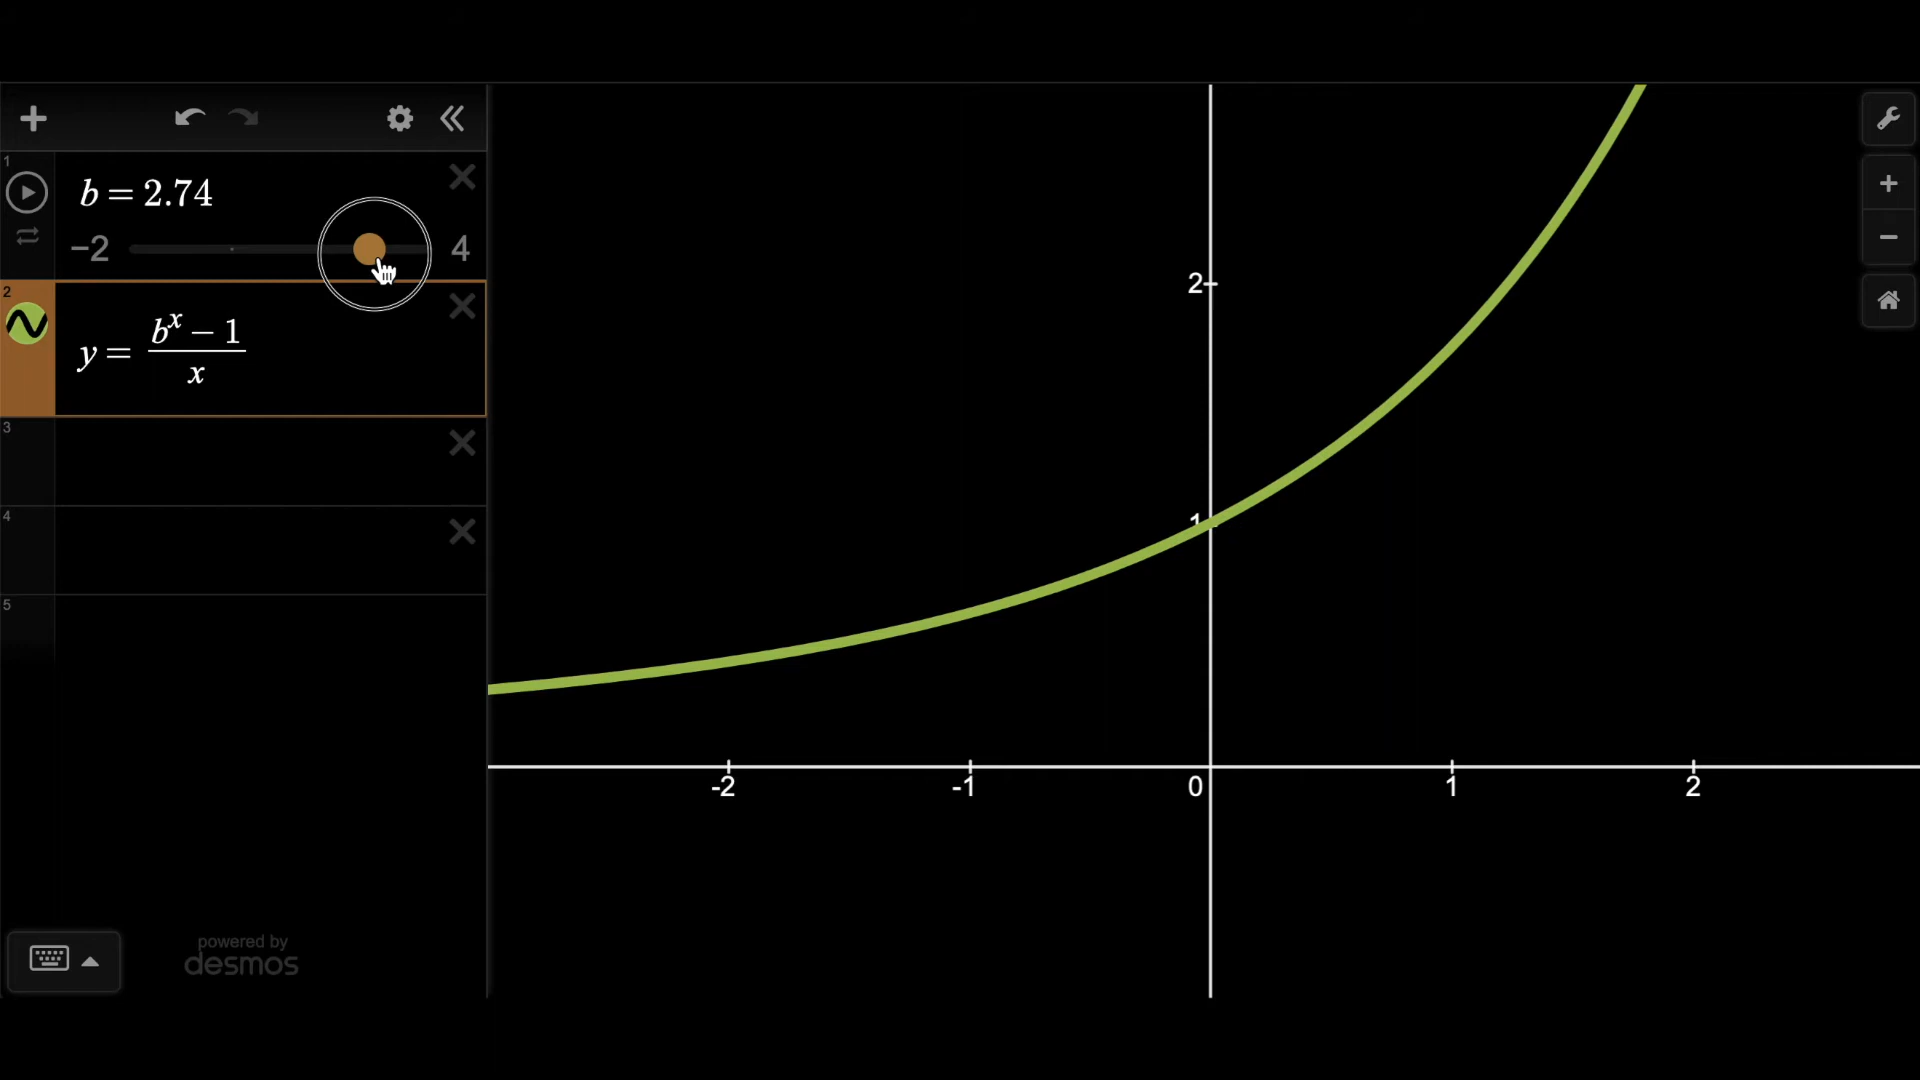 1
b = 2.74
−2
4
2
y = (b^x − 1)/x
3
4
5
powered by
desmos
2
1
-2 -1 0 1 2